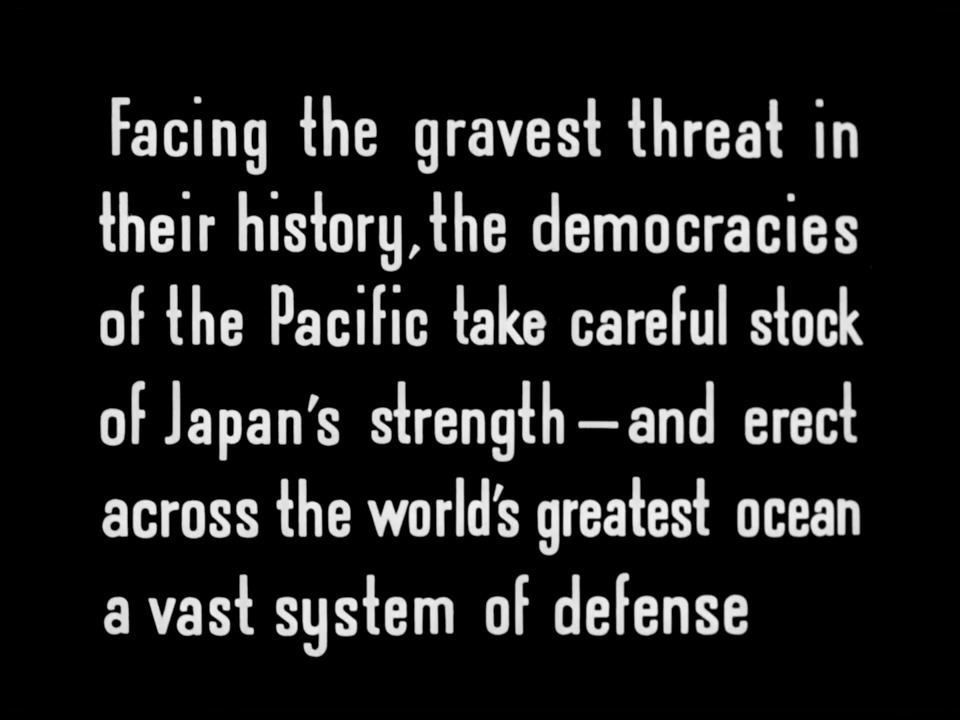 Facing the gravest threat in
their history, the democracies
of the Pacific take careful stock
of Japan's strength — and erect
across the world's greatest ocean
a vast system of defense